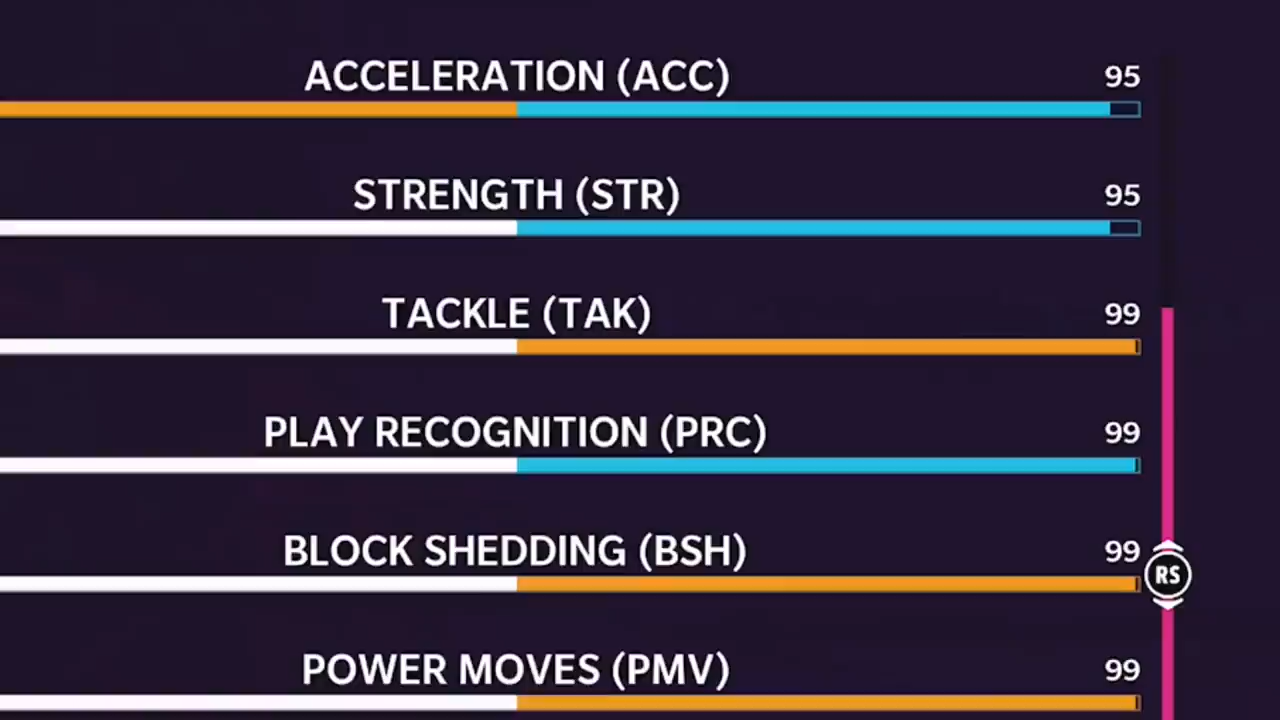 ACCELERATION (ACC) 95
STRENGTH (STR) 95
TACKLE (TAK) 99
PLAY RECOGNITION (PRC) 99
BLOCK SHEDDING (BSH) 99
RS
POWER MOVES (PMV) 99